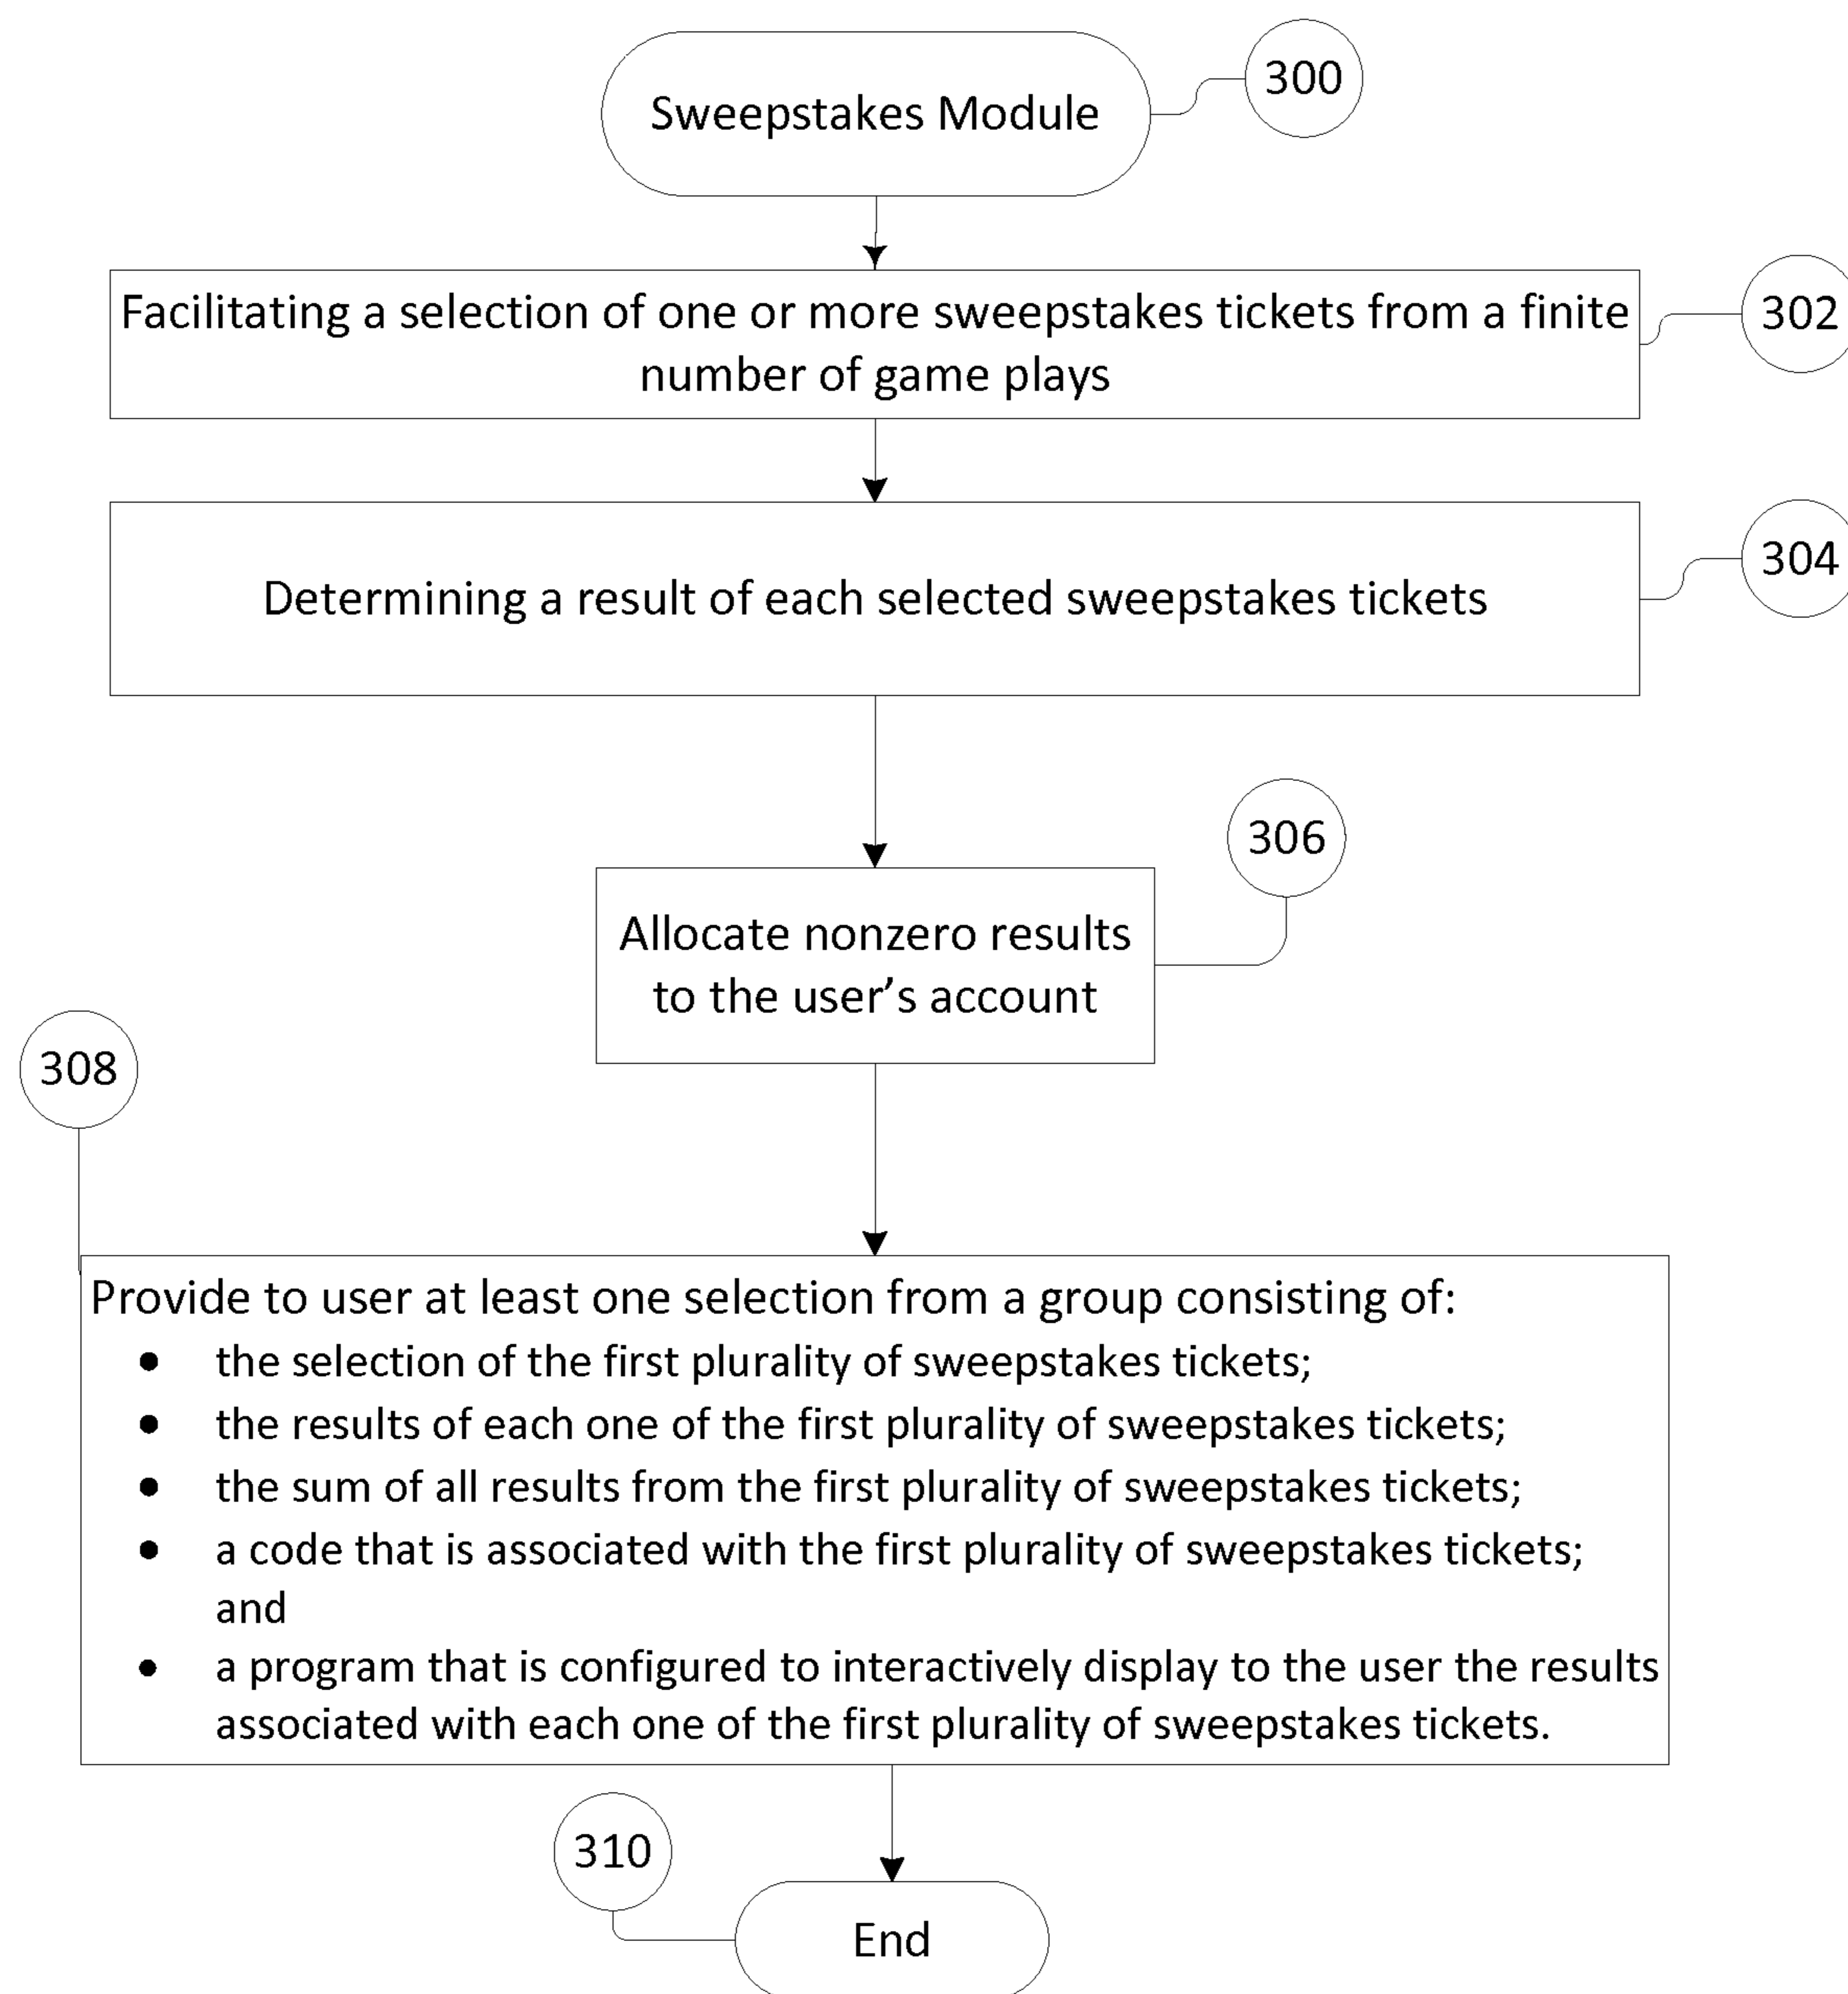 Sweepstakes Module
300
Facilitating a selection of one or more sweepstakes tickets from a finite
number of game plays
302
Determining a result of each selected sweepstakes tickets
304
Allocate nonzero results
to the user’s account
306
308
Provide to user at least one selection from a group consisting of:
• the selection of the first plurality of sweepstakes tickets;
• the results of each one of the first plurality of sweepstakes tickets;
• the sum of all results from the first plurality of sweepstakes tickets;
• a code that is associated with the first plurality of sweepstakes tickets;
and
• a program that is configured to interactively display to the user the results
associated with each one of the first plurality of sweepstakes tickets.
310
End